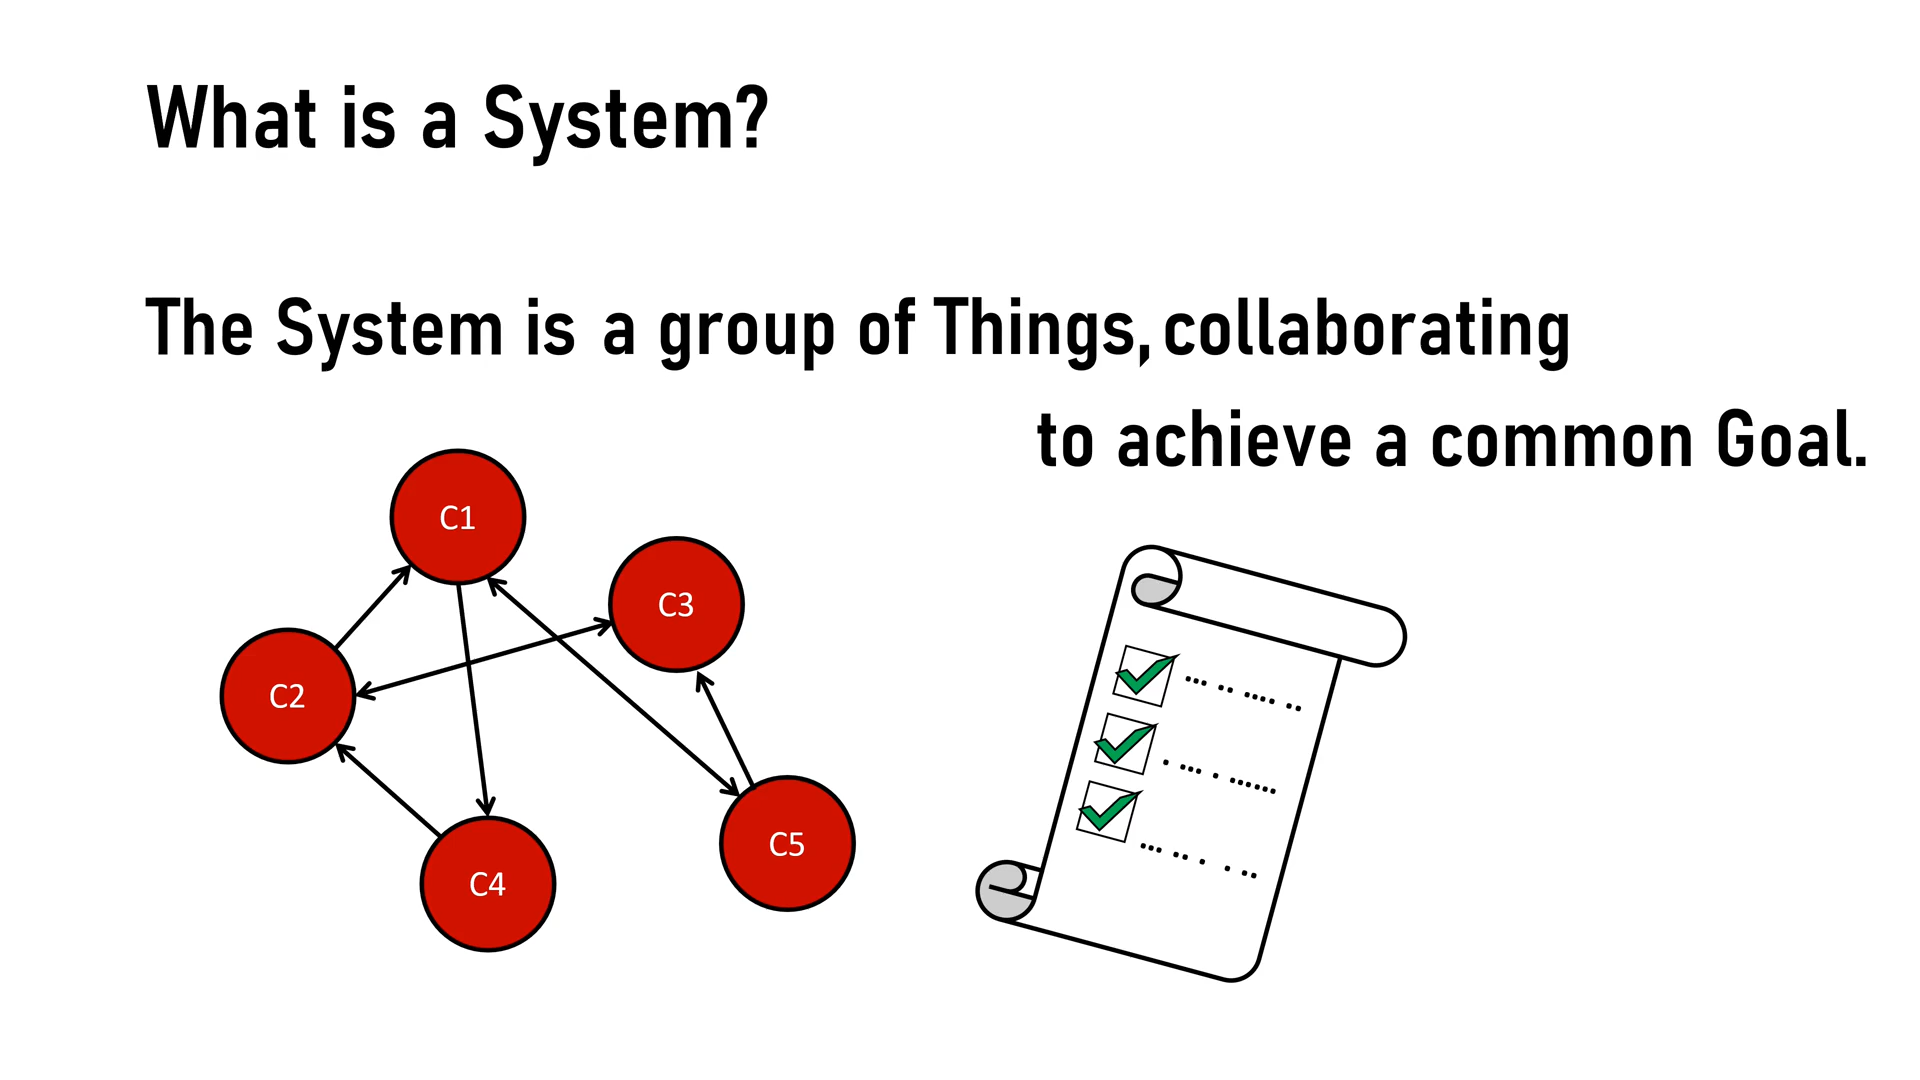 What is a System?
The System is a group of Things, collaborating
to achieve a common Goal.
C1
C3
C2
C5
C4